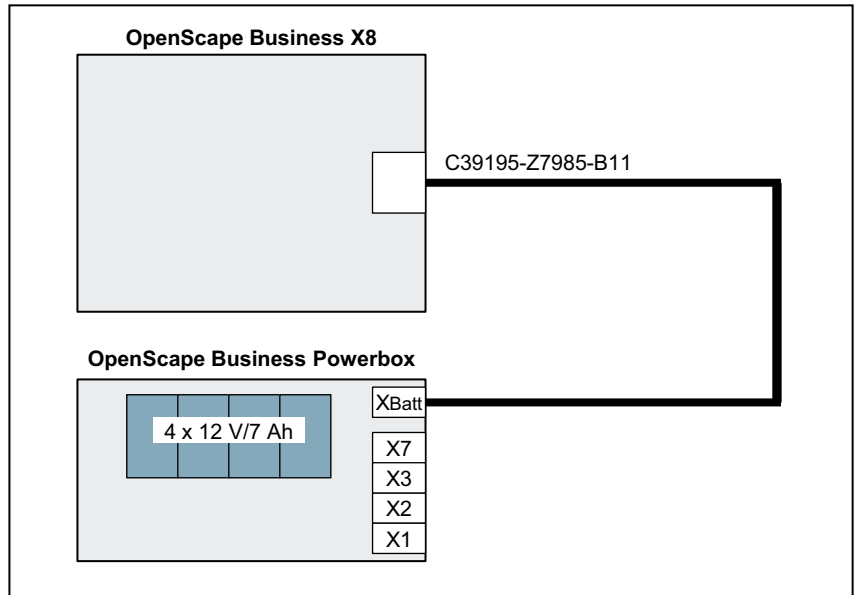 OpenScape Business X8
C39195-Z7985-B11
OpenScape Business Powerbox
XBatt
4 x 12 V/7 Ah
X7
X3
X2
X1